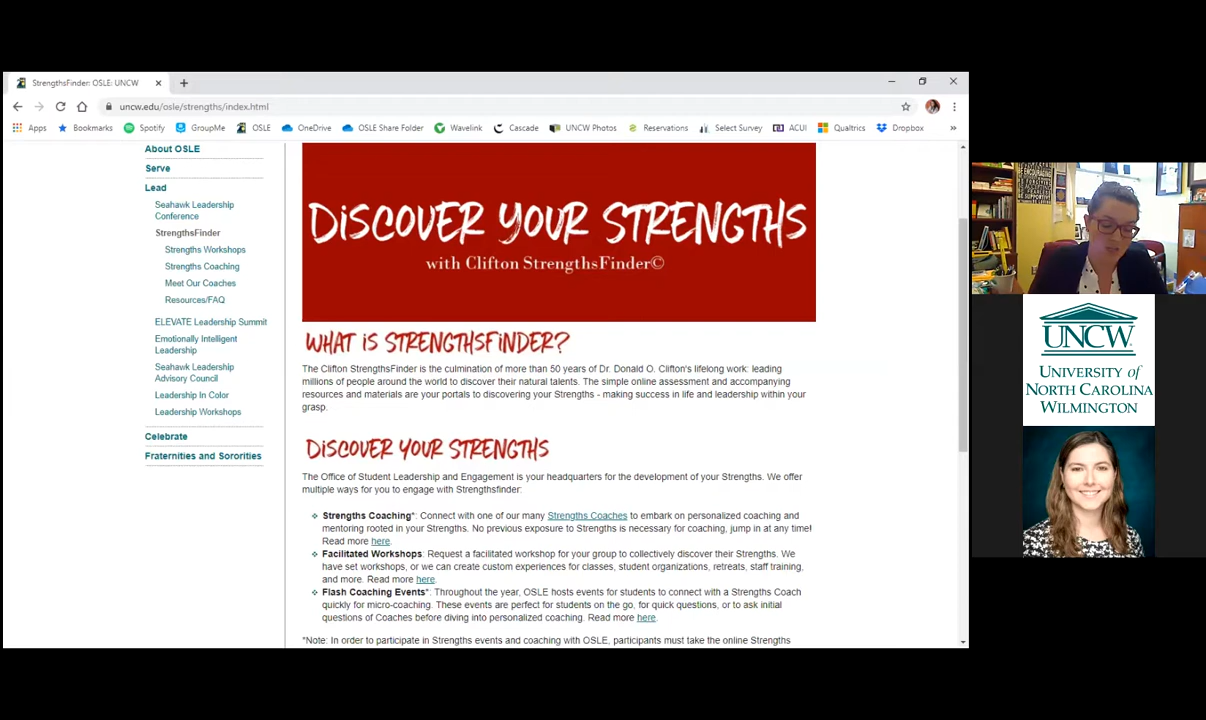 StrengthsFinder: OSLE: UNCW
uncw.edu/osle/strengths/index.html
Apps Bookmarks Spotify GroupMe OSLE OneDrive OSLE Share Folder Wavelink Cascade UNCW Photos Reservations Select Survey ACUI Qualtrics Dropbox »
About OSLE
Serve
Lead
Seahawk Leadership
Conference
StrengthsFinder
Strengths Workshops
Strengths Coaching
Meet Our Coaches
Resources/FAQ
ELEVATE Leadership Summit
Emotionally Intelligent
Leadership
Seahawk Leadership
Advisory Council
Leadership In Color
Leadership Workshops
Celebrate
Fraternities and Sororities
DISCOVER YOUR STRENGTHS
with Clifton StrengthsFinder©
WHAT IS STRENGTHSFINDER?
The Clifton StrengthsFinder is the culmination of more than 50 years of Dr. Donald O. Clifton's lifelong work: leading
millions of people around the world to discover their natural talents. The simple online assessment and accompanying
resources and materials are your portals to discovering your Strengths - making success in life and leadership within your
grasp.
DISCOVER YOUR STRENGTHS
The Office of Student Leadership and Engagement is your headquarters for the development of your Strengths. We offer
multiple ways for you to engage with Strengthsfinder:
Strengths Coaching*: Connect with one of our many Strengths Coaches to embark on personalized coaching and
mentoring rooted in your Strengths. No previous exposure to Strengths is necessary for coaching, jump in at any time!
Read more here.
Facilitated Workshops: Request a facilitated workshop for your group to collectively discover their Strengths. We
have set workshops, or we can create custom experiences for classes, student organizations, retreats, staff training,
and more. Read more here.
Flash Coaching Events*: Throughout the year, OSLE hosts events for students to connect with a Strengths Coach
quickly for micro-coaching. These events are perfect for students on the go, for quick questions, or to ask initial
questions of Coaches before diving into personalized coaching. Read more here.
*Note: In order to participate in Strengths events and coaching with OSLE, participants must take the online Strengths
UNCW
UNIVERSITY of
NORTH CAROLINA
WILMINGTON